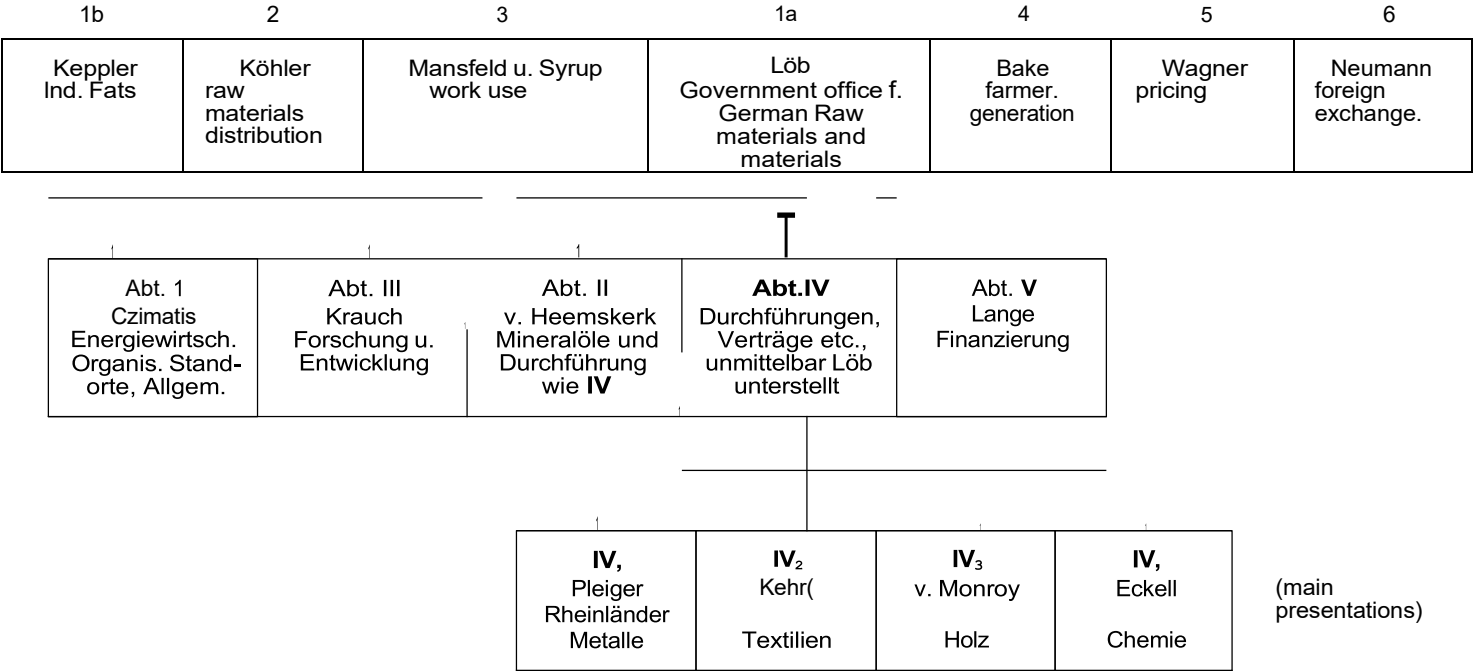 1b 2 3 1a 4 5 6
Keppler
Ind. Fats
Köhler
raw
materials
distribution
Mansfeld u. Syrup
work use
Löb
Government office f.
German Raw
materials and
materials
Bake
farmer.
generation
Wagner
pricing
Neumann
foreign
exchange.
Abt. 1
Czimatis
Energiewirtsch.
Organis. Stand-
orte, Allgem.
Abt. III
Krauch
Forschung u.
Entwicklung
Abt. II
v. Heemskerk
Mineralöle und
Durchführung
wie IV
Abt.IV
Durchführungen,
Verträge etc.,
unmittelbar Löb
unterstellt
Abt. V
Lange
Finanzierung
IV,
Pleiger
Rheinländer
Metalle
IV₂
Kehr(
Textilien
IV₃
v. Monroy
Holz
IV,
Eckell
Chemie
(main
presentations)